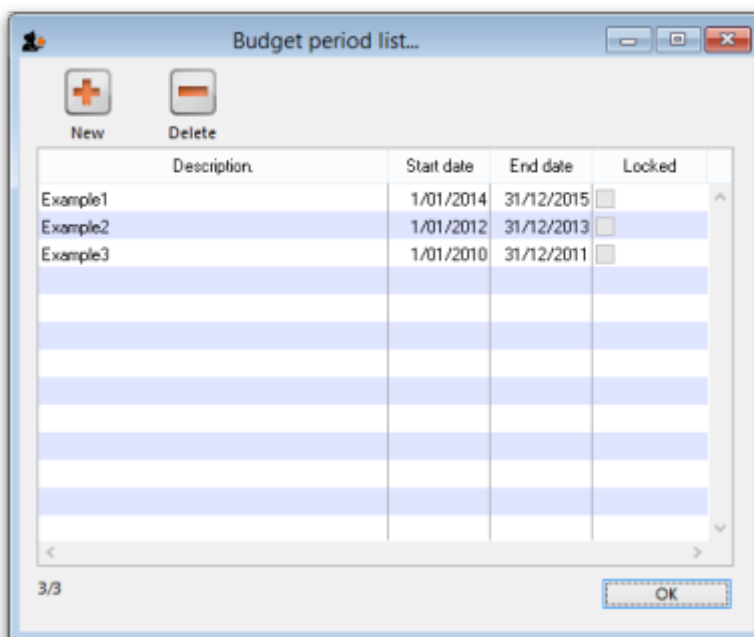 Budget period list...
New Delete
Description. Start date End date Locked
Example1 1/01/2014 31/12/2015
Example2 1/01/2012 31/12/2013
Example3 1/01/2010 31/12/2011
3/3 OK